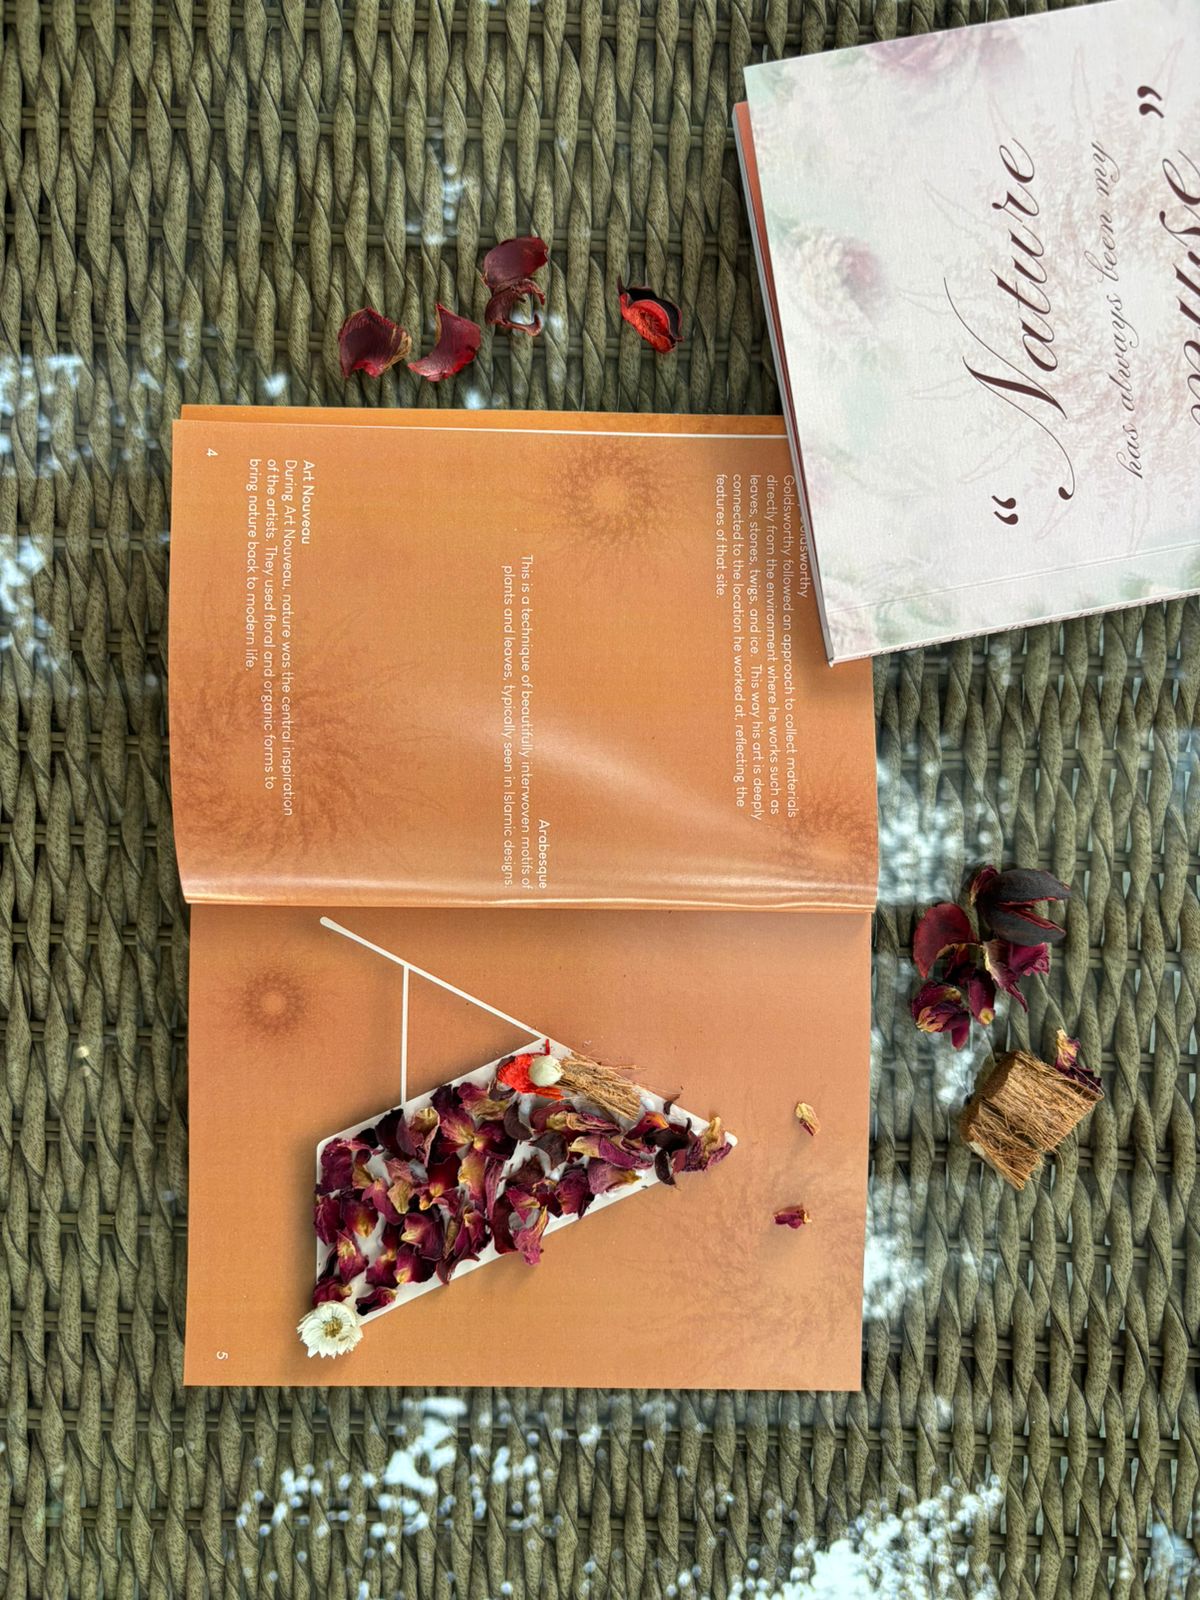 “
Nature
has always been my
”
Goldsworthy
Goldsworthy followed an approach to collect materials
directly from the environment where he works such as
leaves, stones, twigs, and ice. This way his art is deeply
connected to the location he worked at, reflecting the
features of that site.
Arabesque
This is a technique of beautifully interwoven motifs of
plants and leaves, typically seen in Islamic designs
Art Nouveau
During Art Nouveau, nature was the central inspiration
of the artists. They used floral and organic forms to
bring nature back to modern life.
4
A
5